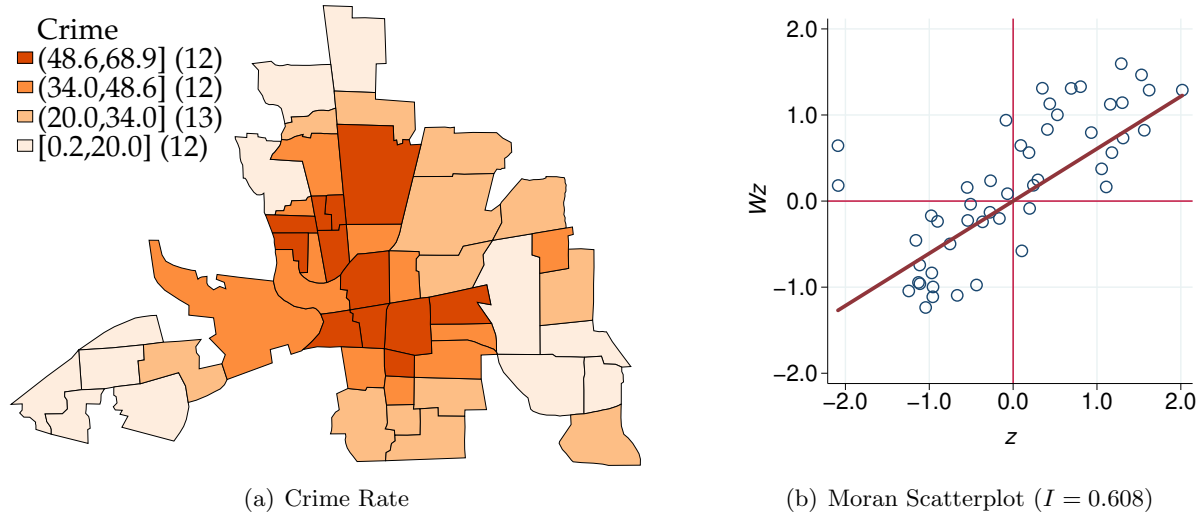 Crime
(48.6,68.9] (12)
(34.0,48.6] (12)
(20.0,34.0] (13)
[0.2,20.0] (12)
(a) Crime Rate
2.0
1.0
0.0
−1.0
−2.0
Wz
−2.0 −1.0 0.0 1.0 2.0
z
(b) Moran Scatterplot (I = 0.608)